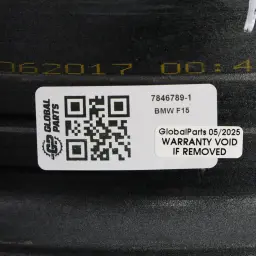 062017 00:4
GLOBAL
PARTS
7846789-1
BMW F15
GlobalParts 05/2025
WARRANTY VOID
IF REMOVED